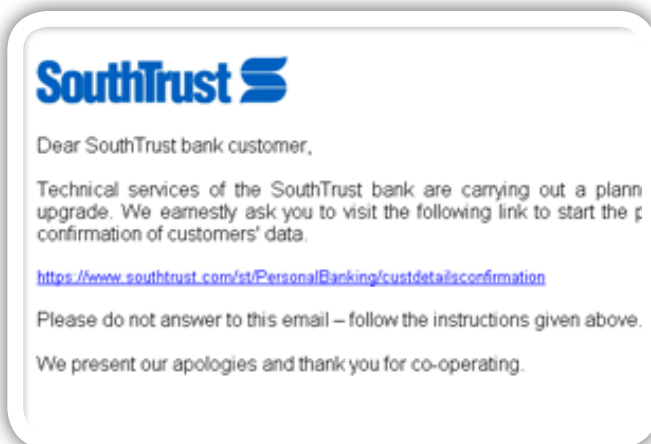 SouthTrust
Dear SouthTrust bank customer,
Technical services of the SouthTrust bank are carrying out a
upgrade. We earnestly ask you to visit the following link to start the
confirmation of customers' data.
https://www.southtrust.com/st/PersonalBanking/custdetailsconfirmation
Please do not answer to this email – follow the instructions given above.
We present our apologies and thank you for co-operating.